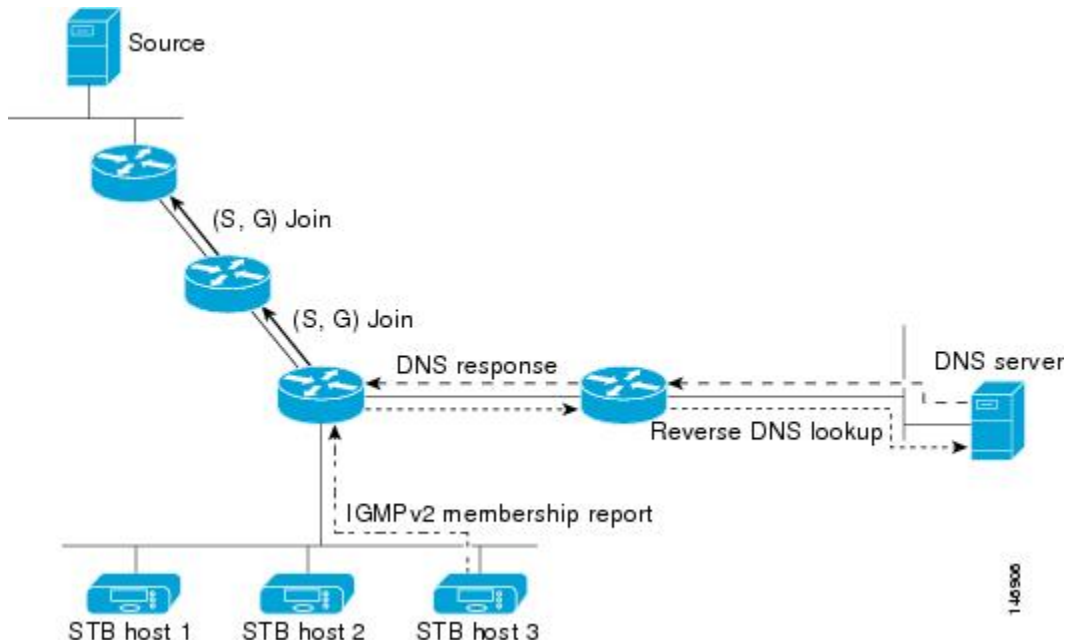 Source
(S, G) Join
(S, G) Join
DNS response
DNS server
Reverse DNS lookup
IGMPv2 membership report
STB host 1
STB host 2
STB host 3
146906